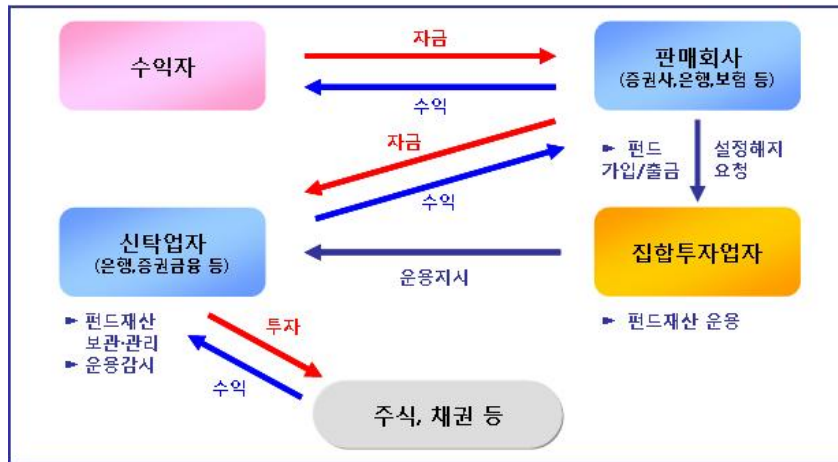 수익자
자금
수익
판매회사
(증권사,은행,보험 등)
자금
수익
► 펀드
가입/출금
설정해지
요청
신탁업자
(은행,증권금융 등)
운용지시
집합투자업자
► 펀드재산
보관·관리
► 운용감시
투자
수익
► 펀드재산 운용
주식, 채권 등